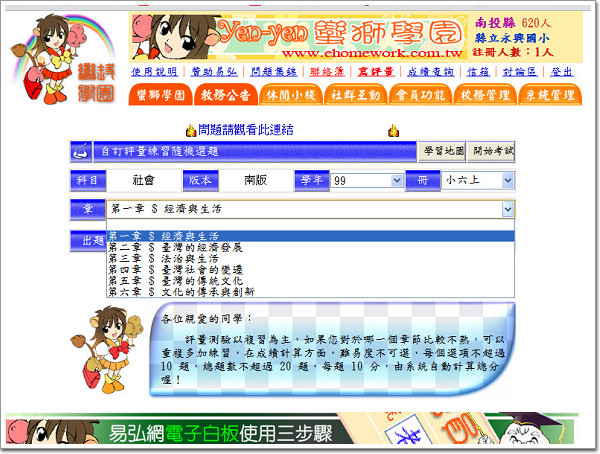 Yen-yen 蠻獅學園
www.ehomework.com.tw
南投縣 620人
縣立永興國小
註冊人數：1人
蠻獅
學園
使用說明 | 贊助易弘 | 問題集錦 | 聯絡簿 | 寫評量 | 成績查詢 | 信箱 | 討論區 | 登出
蠻獅學園 教務公告 休閒小棧 社群互動 會員功能 校務管理 系統管理
問題請觀看此連結
自訂評量練習隨機選題 學習地圖 開始考試
科目 社會 版本 南版 學年 99 冊 小六上
章 第一章 $ 經濟與生活
第一章 $ 經濟與生活
第二章 $ 臺灣的經濟發展
第三章 $ 法治與生活
第四章 $ 臺灣社會的變遷
第五章 $ 臺灣的傳統文化
第六章 $ 文化的傳承與創新
出題
各位親愛的同學：
評量測驗以複習為主，如果您對於哪一個章節比較不熟，可以
重複多加練習，在成績計算方面，難易度不可選，每個選項不超過
10 題，總題數不超過 20 題，每題 10 分，由系統自動計算總分
喔！
易弘網電子白板使用三步驟